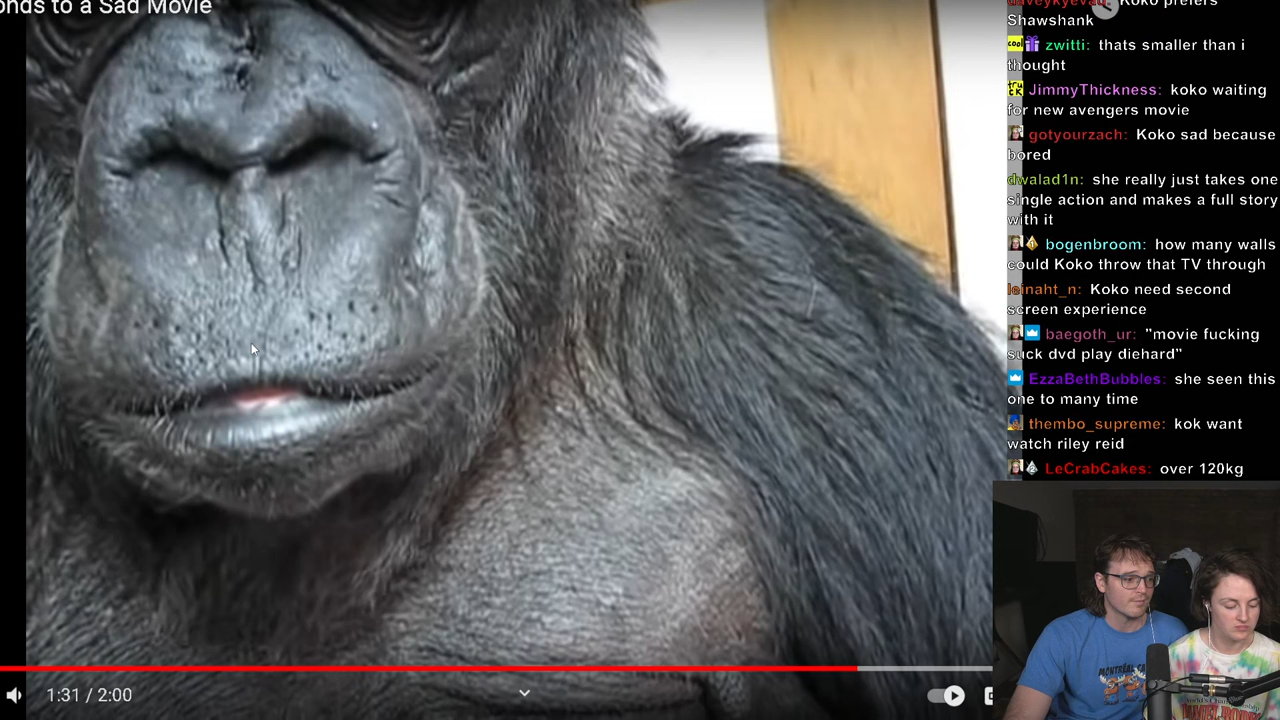 onds to a Sad Movie
1:31 / 2:00
Koko prefers
Shawshank
zwitti: thats smaller than i
thought
JimmyThickness: koko waiting
for new avengers movie
gotyourzach: Koko sad because
bored
dwalad1n: she really just takes one
single action and makes a full story
with it
bogenbroom: how many walls
could Koko throw that TV through
leinaht_n: Koko need second
screen experience
baegoth_ur: "movie fucking
suck dvd play diehard"
EzzaBethBubbles: she seen this
one to many time
thembo_supreme: kok want
watch riley reid
LeCrabCakes: over 120kg
MONTRÉAL